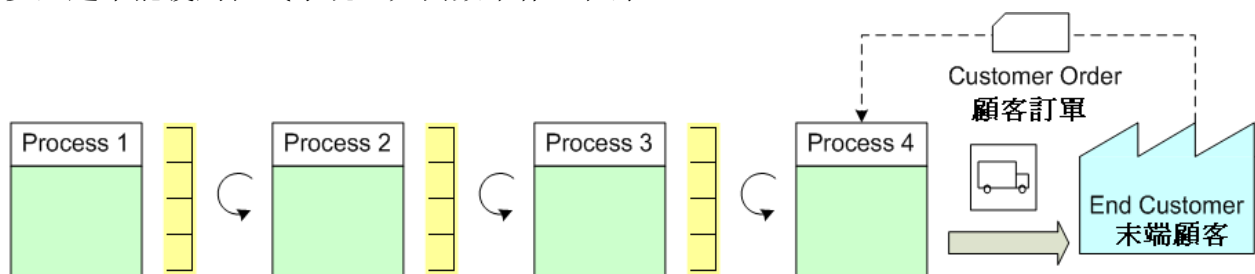 Process 1
Process 2
Process 3
Process 4
Customer Order
顧客訂單
End Customer
末端顧客